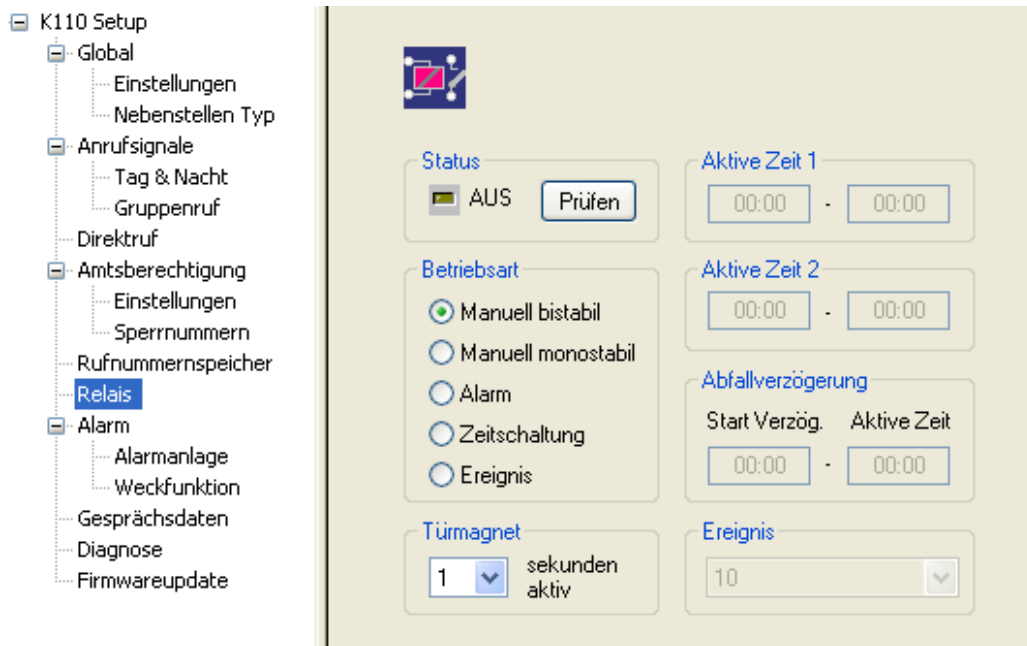 K110 Setup
Global
Einstellungen
Nebenstellen Typ
Anrufsignale
Tag & Nacht
Gruppenruf
Direktruf
Amtsberechtigung
Einstellungen
Sperrnummern
Rufnummernspeicher
Relais
Alarm
Alarmanlage
Weckfunktion
Gesprächsdaten
Diagnose
Firmwareupdate
Status
AUS Prüfen
Betriebsart
Manuell bistabil
Manuell monostabil
Alarm
Zeitschaltung
Ereignis
Türmagnet
1 sekunden
aktiv
Aktive Zeit 1
00:00 - 00:00
Aktive Zeit 2
00:00 - 00:00
Abfallverzögerung
Start Verzög. Aktive Zeit
00:00 - 00:00
Ereignis
10